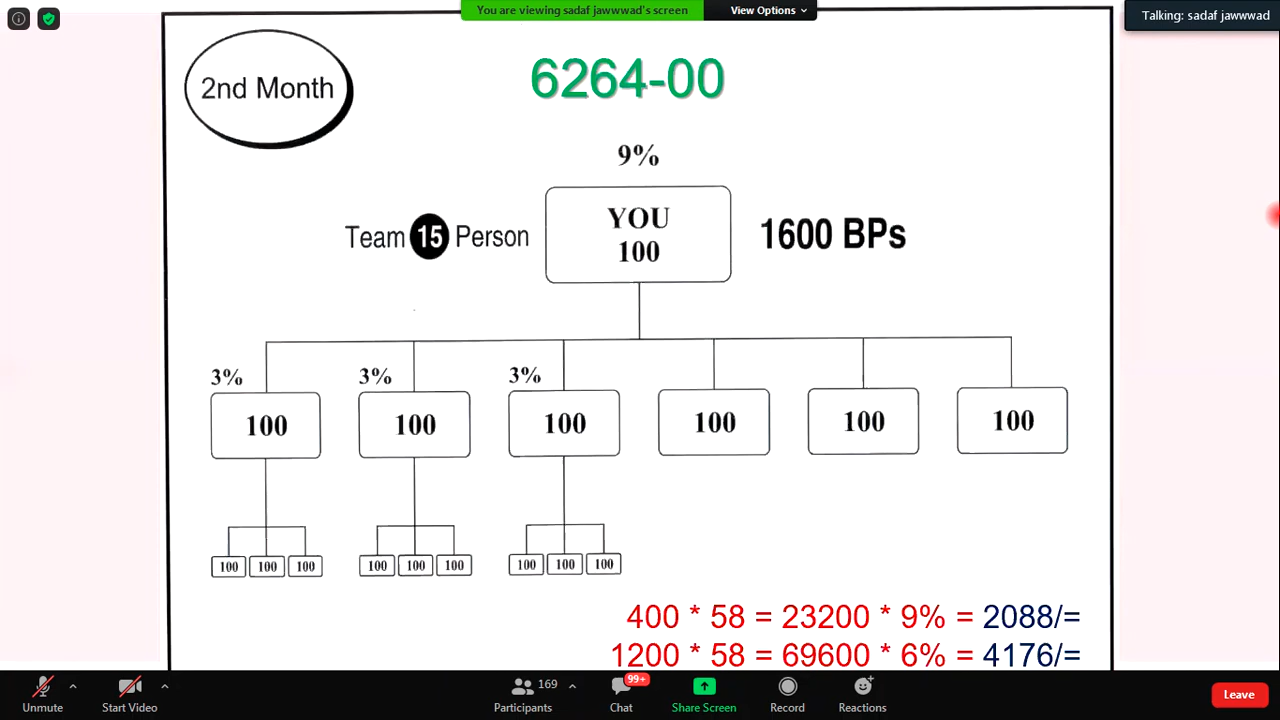 You are viewing sadaf jawwwad's screen
View Options
Talking: sadaf jawwwad
2nd Month
6264-00
9%
Team 15 Person
YOU
100
1600 BPs
3% 3% 3%
100 100 100 100 100 100
100 100 100 100 100 100 100 100 100
400 * 58 = 23200 * 9% = 2088/=
1200 * 58 = 69600 * 6% = 4176/=
Unmute
Start Video
169
Participants
99+
Chat
Share Screen
Record
Reactions
Leave